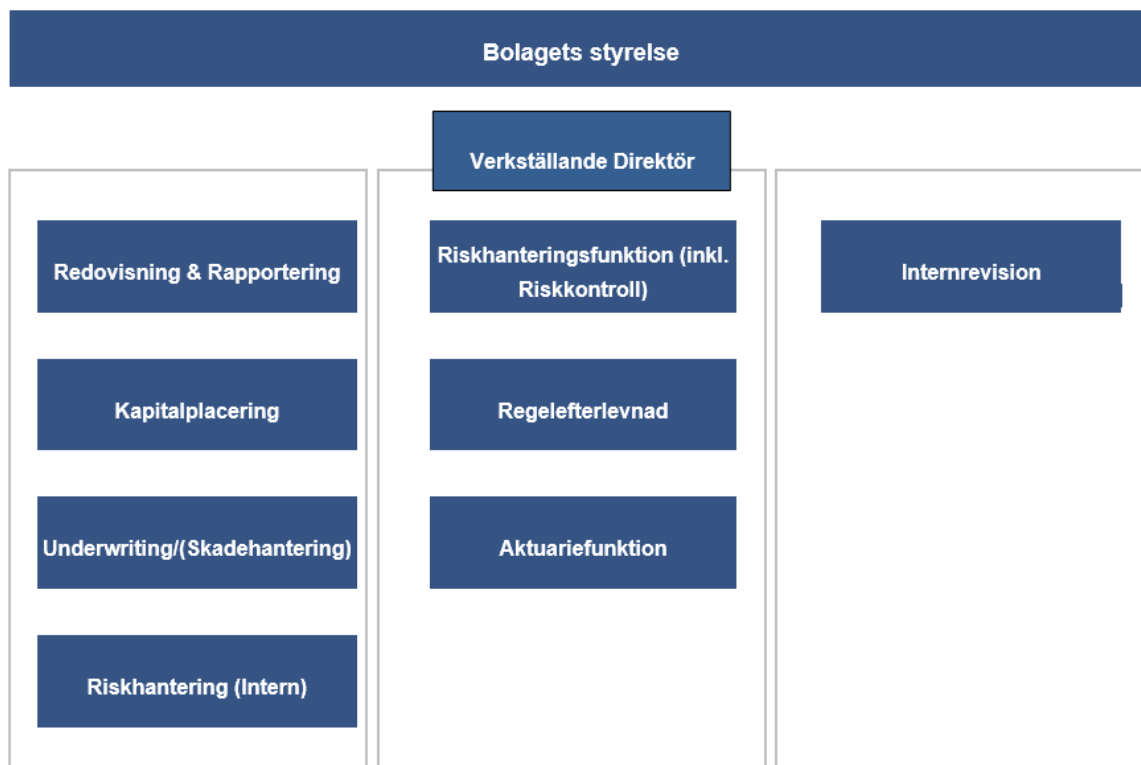 Bolagets styrelse
Verkställande Direktör
Redovisning & Rapportering
Kapitalplacering
Underwriting/(Skadehantering)
Riskhantering (Intern)
Riskhanteringsfunktion (inkl.
Riskkontroll)
Regelefterlevnad
Aktuariefunktion
Internrevision